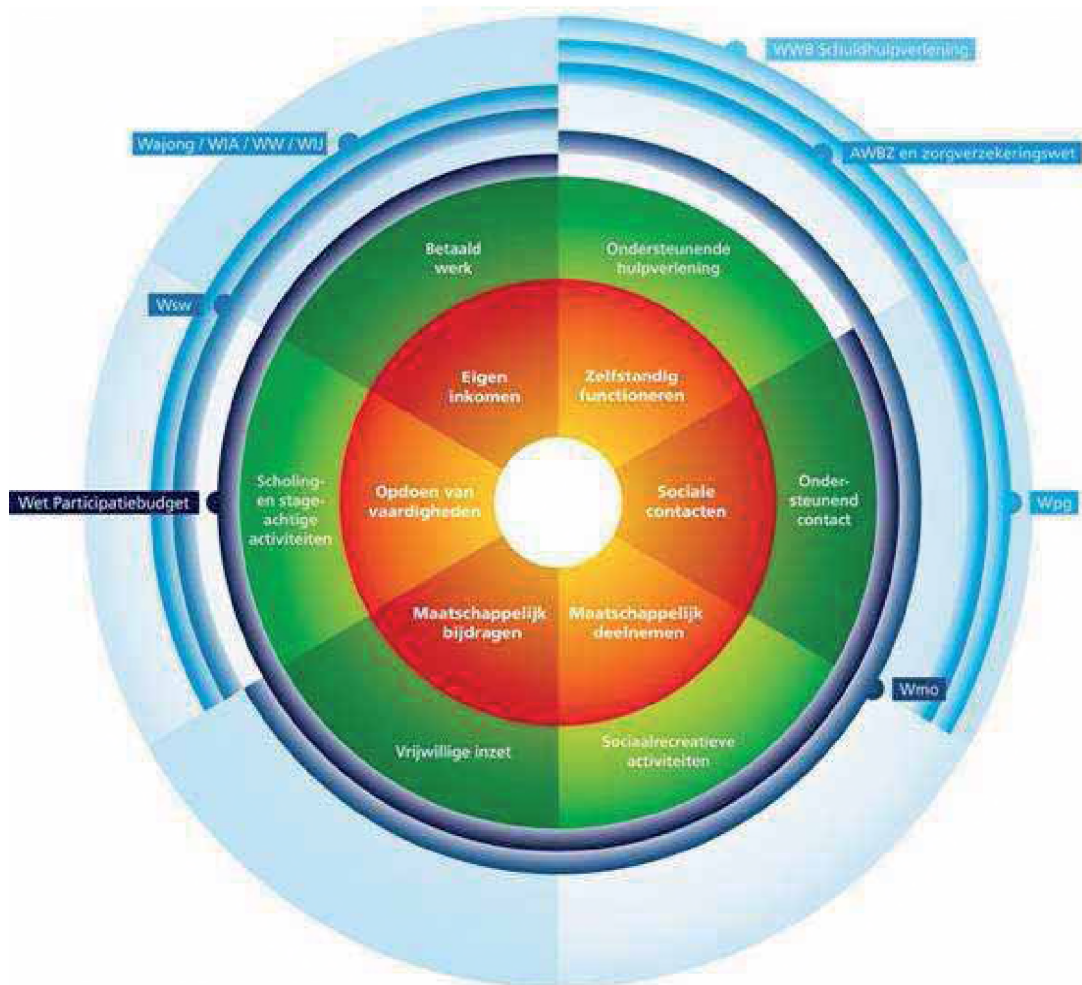 WWB Schuldhulpverlening
Wajong / WIA / WW / WIJ
AWBZ en zorgverzekeringswet
Betaald
werk
Ondersteunende
hulpverlening
Wsw
Eigen
inkomen
Zelfstandig
functioneren
Scholing-
en stage-
achtige
activiteiten
Opdoen van
vaardigheden
Sociale
contacten
Onder-
steunend
contact
Wet Participatiebudget
Wpg
Maatschappelijk
bijdragen
Maatschappelijk
deelnemen
Wmo
Vrijwillige inzet
Sociaalrecreatieve
activiteiten